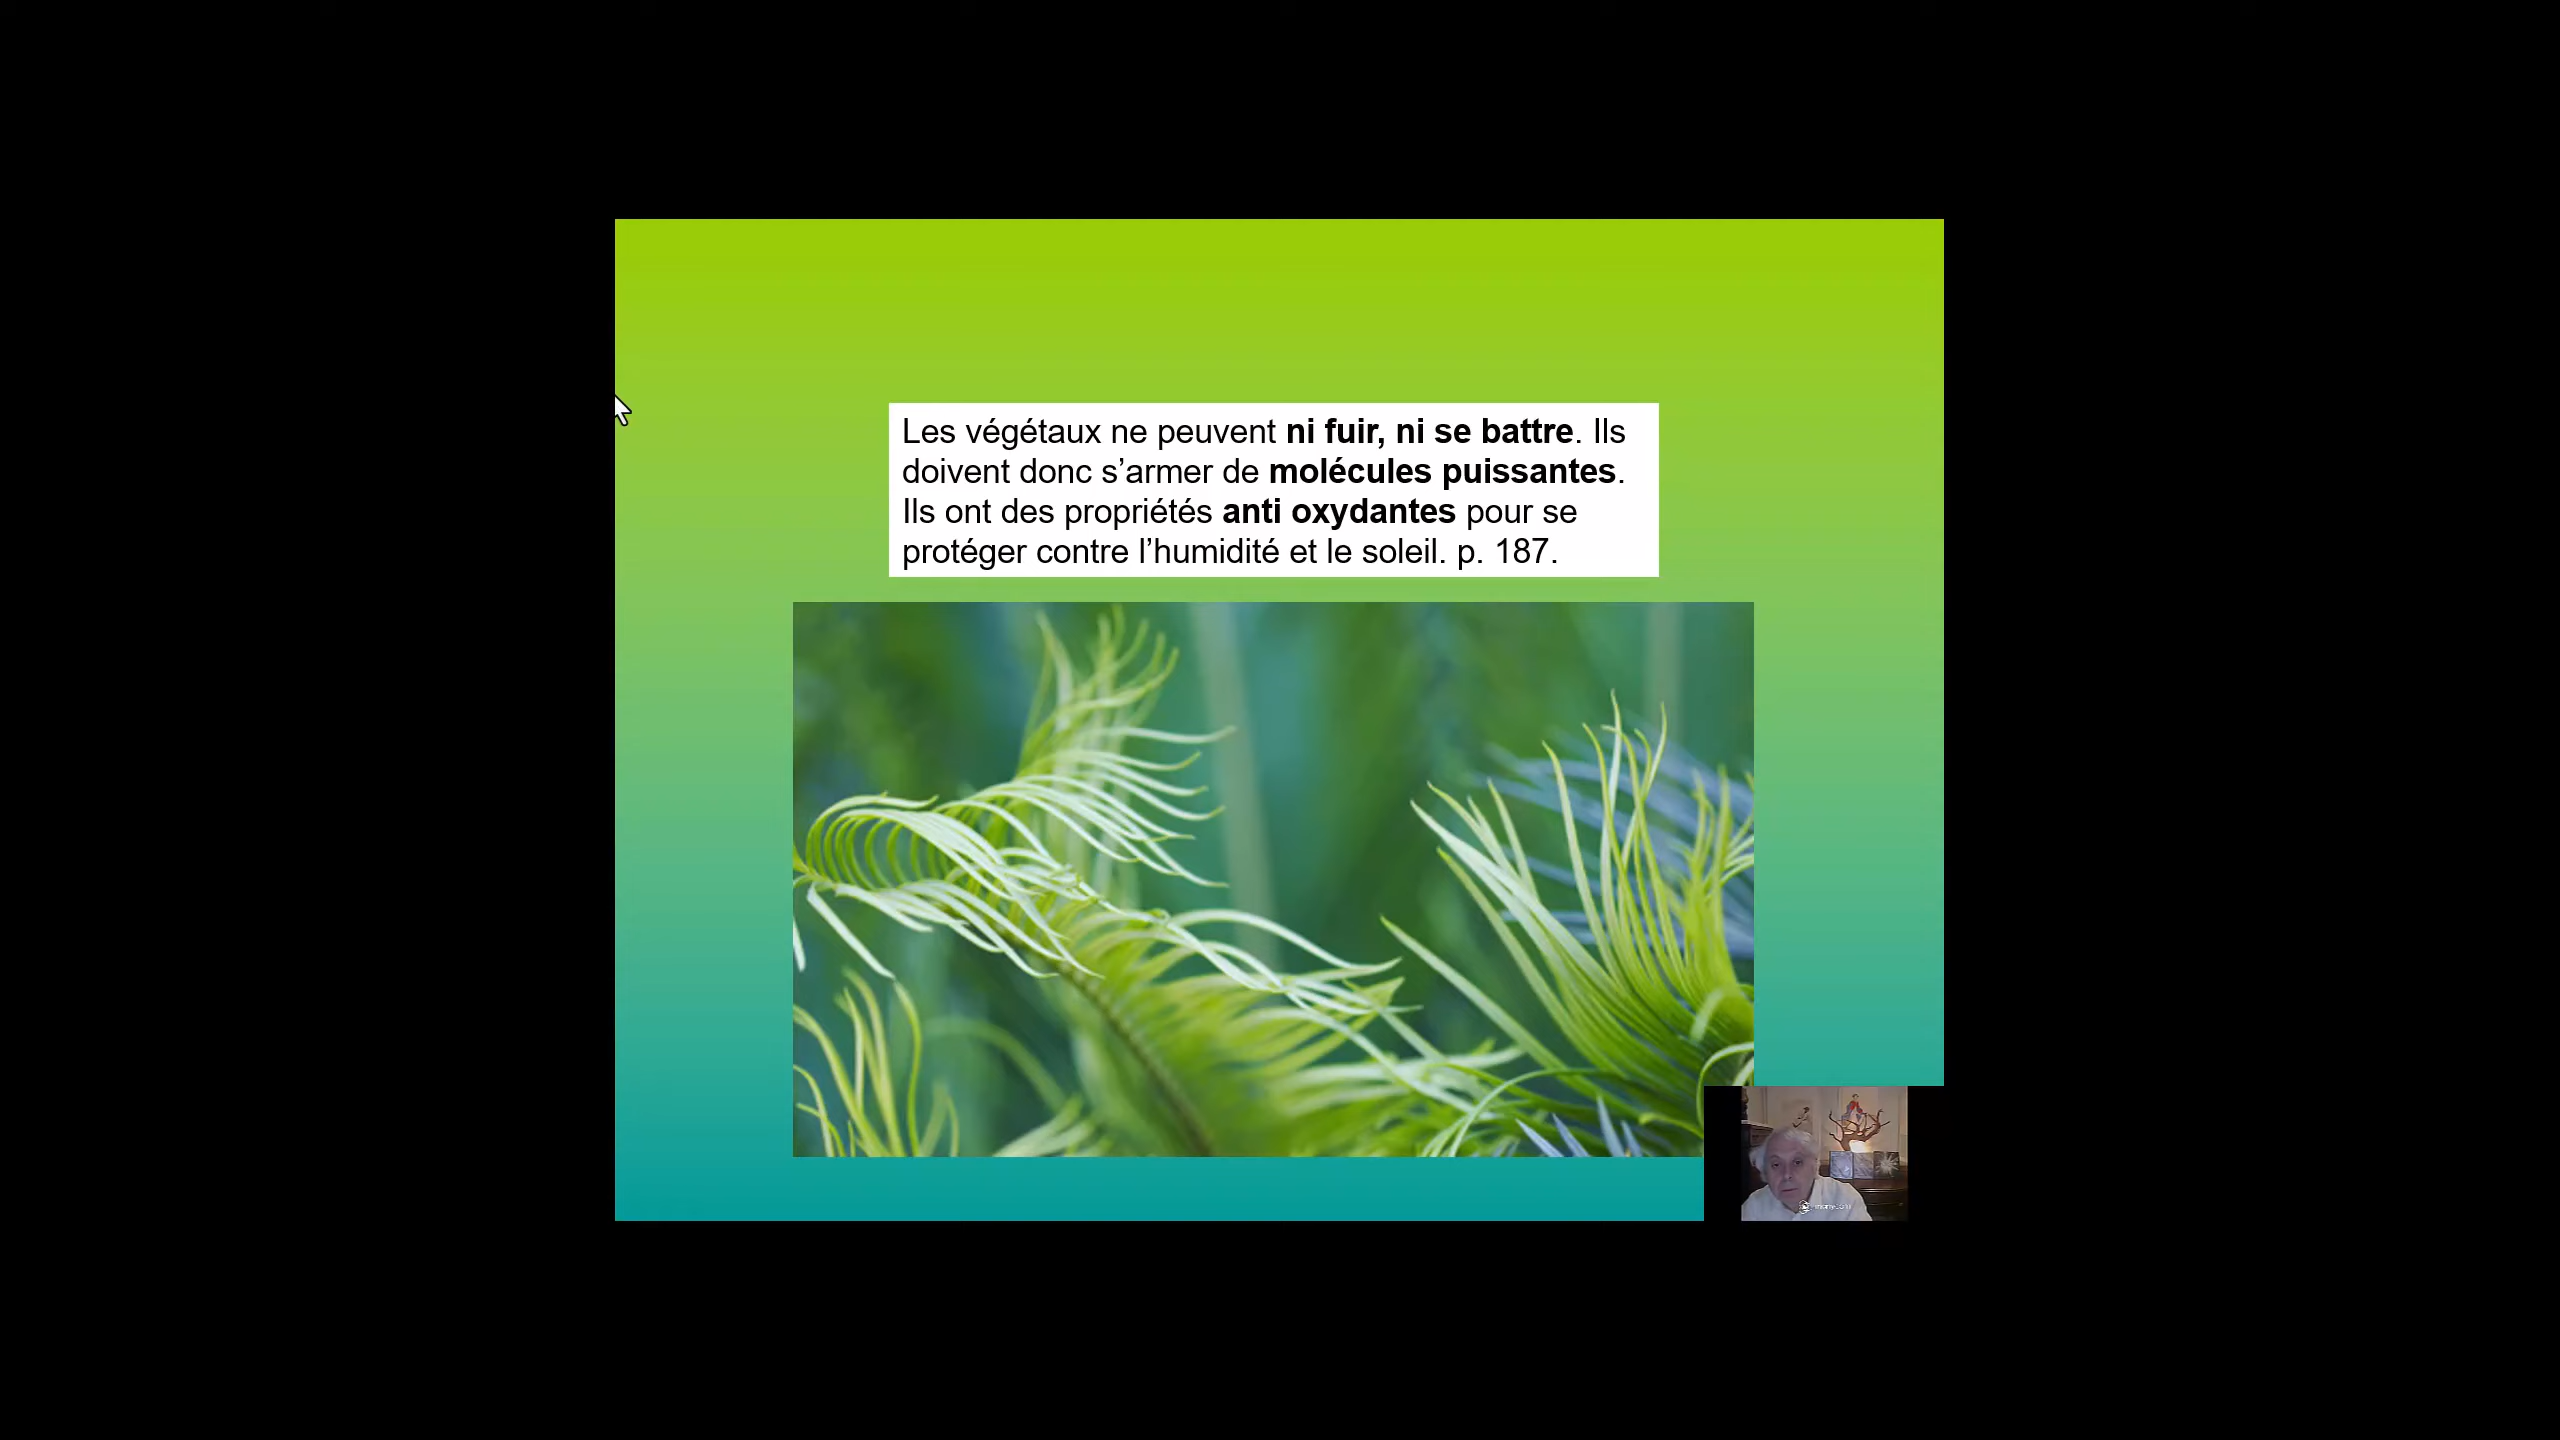 Les végétaux ne peuvent ni fuir, ni se battre. Ils
doivent donc s’armer de molécules puissantes.
Ils ont des propriétés anti oxydantes pour se
protéger contre l’humidité et le soleil. p. 187.